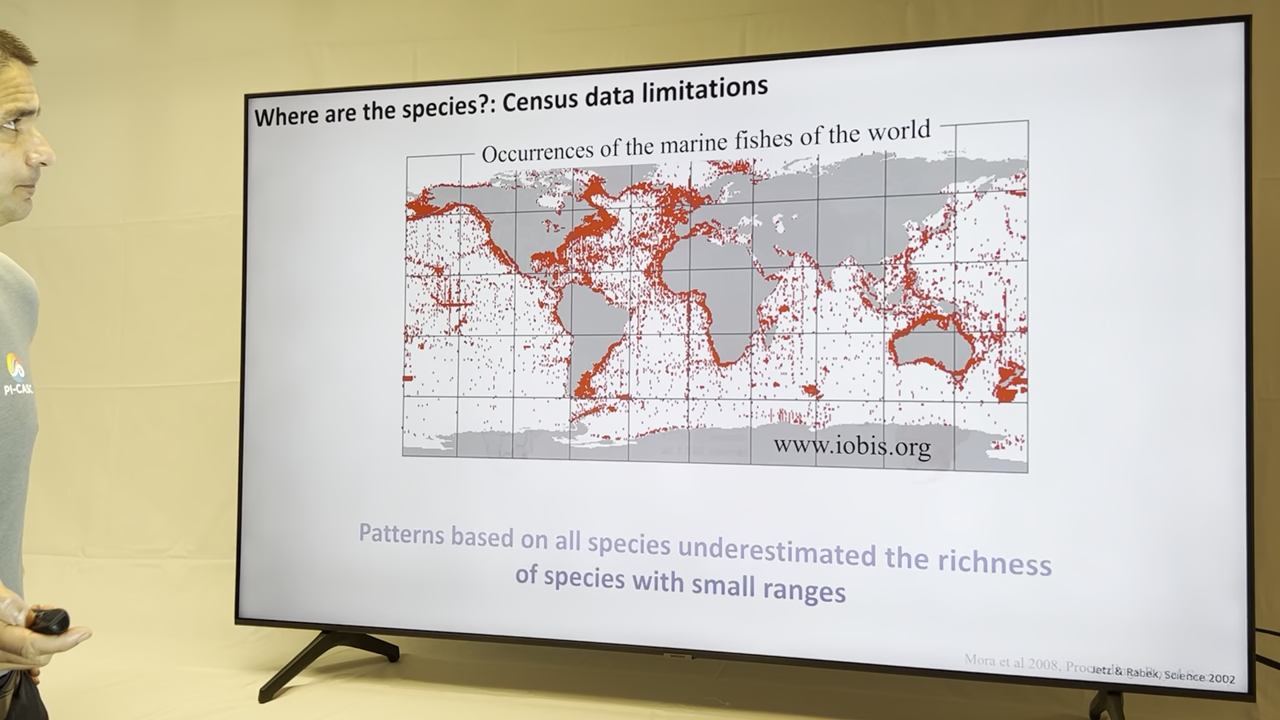 Where are the species?: Census data limitations
Occurrences of the marine fishes of the world
www.iobis.org
Patterns based on all species underestimated the richness
of species with small ranges
Mora et al 2008,
Jetz & Rabek, Science 2002